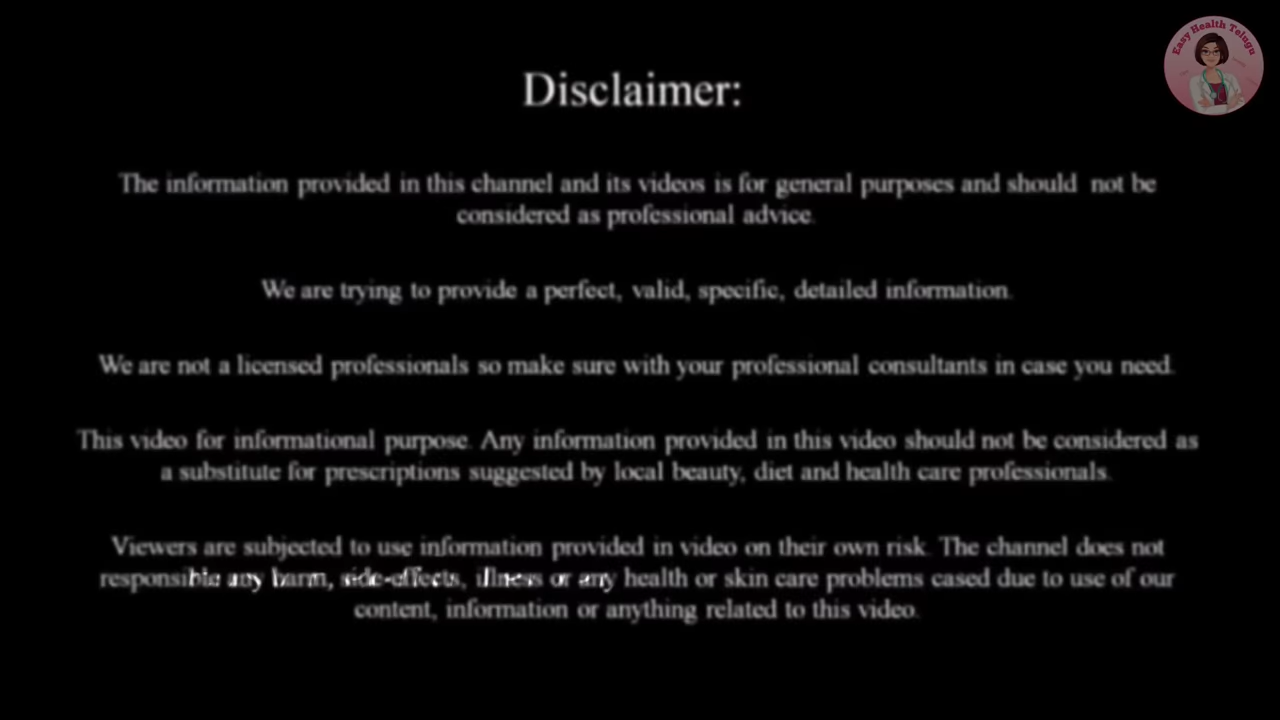 Easy Health Telugu
Disclaimer:
The information provided in this channel and its videos is for general purposes and should not be
considered as professional advice.
We are trying to provide a perfect, valid, specific, detailed information.
We are not a licensed professionals so make sure with your professional consultants in case you need.
This video for informational purpose. Any information provided in this video should not be considered as
a substitute for prescriptions suggested by local beauty, diet and health care professionals.
Viewers are subjected to use information provided in video on their own risk. The channel does not
responsible any harm, side-effects, illness or any health or skin care problems cased due to use of our
content, information or anything related to this video.